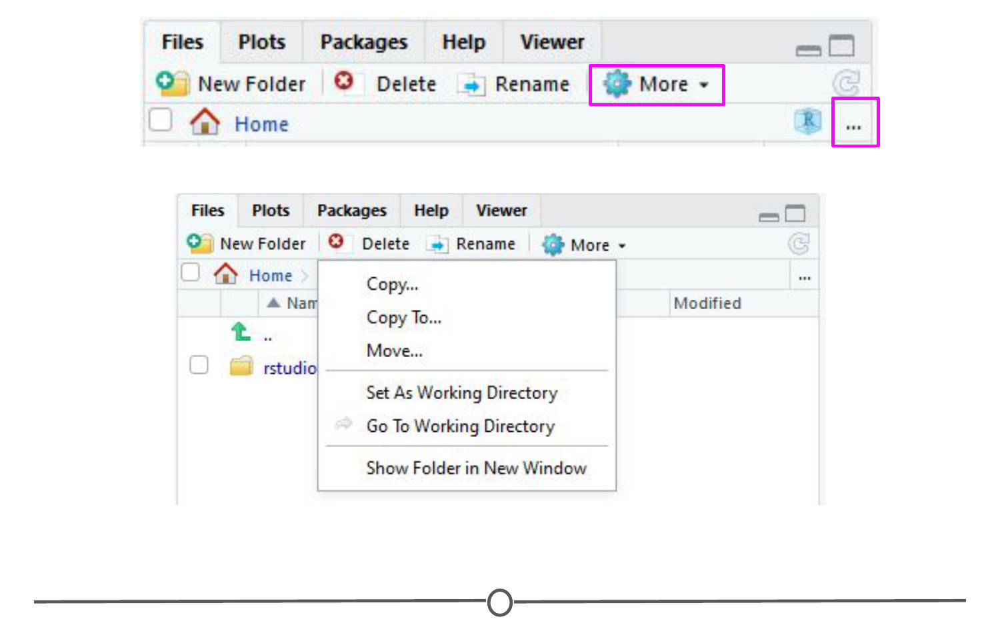 Files Plots Packages Help Viewer
New Folder Delete Rename More
Home R ...
Files Plots Packages Help Viewer
New Folder Delete Rename More
Home ...
Nam Modified
..
rstudio
Copy...
Copy To...
Move...
Set As Working Directory
Go To Working Directory
Show Folder in New Window